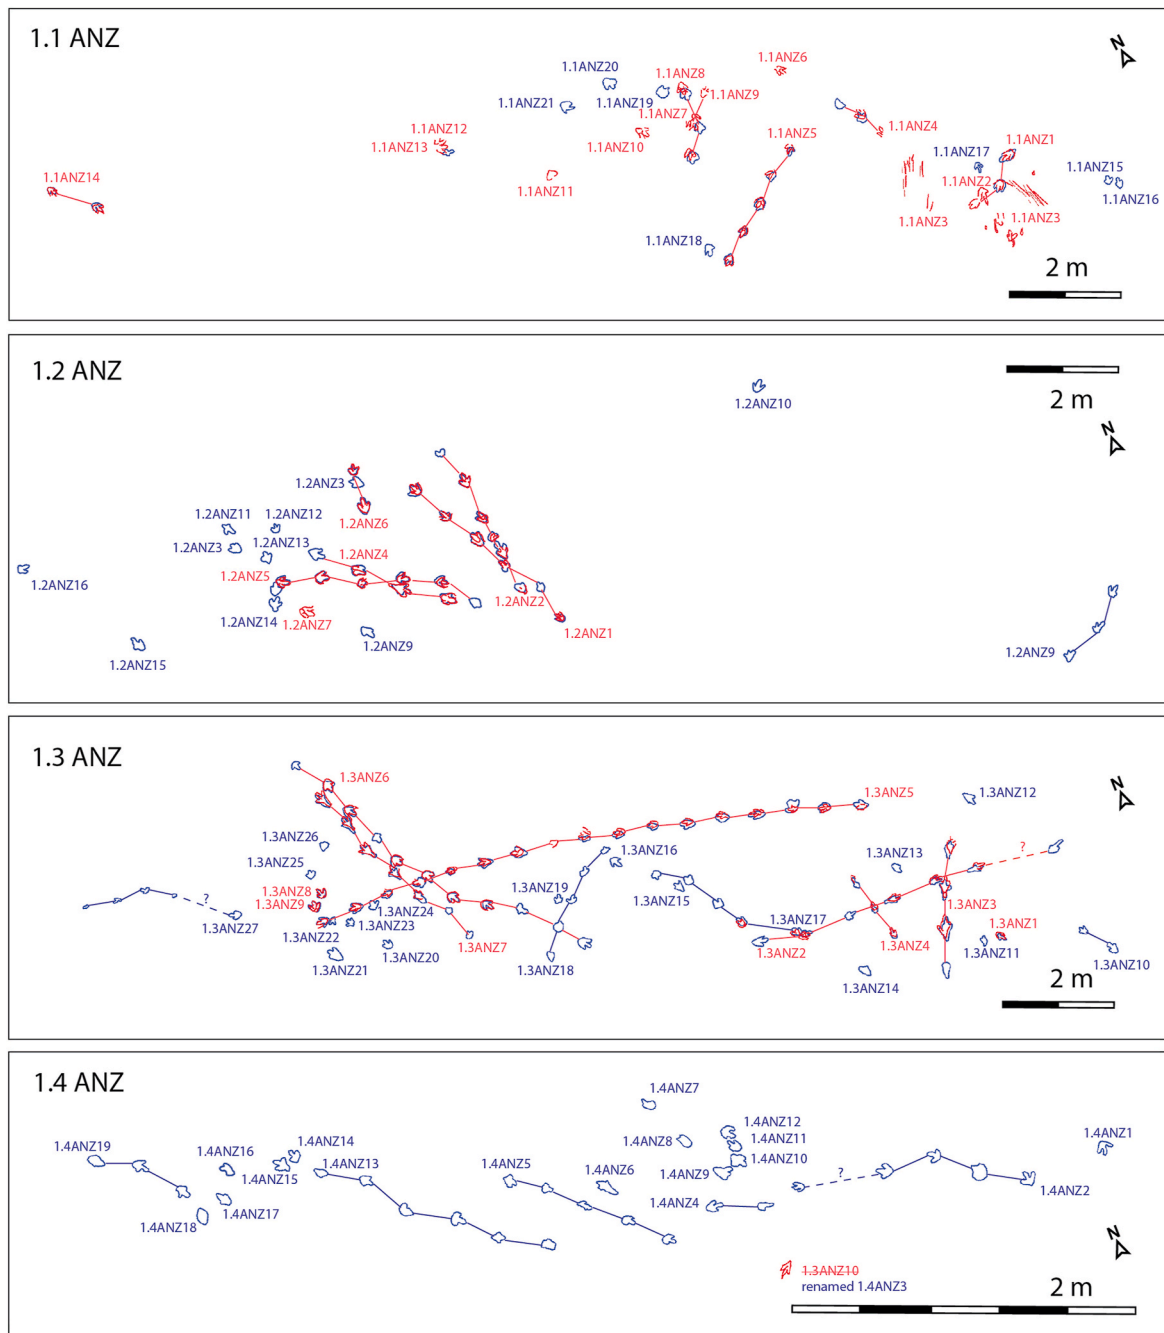 1.1 ANZ
N
1.1ANZ20
1.1ANZ6
1.1ANZ8
1.1ANZ21
1.1ANZ19
1.1ANZ9
1.1ANZ7
1.1ANZ12
1.1ANZ13
1.1ANZ10
1.1ANZ5
1.1ANZ4
1.1ANZ1
1.1ANZ17
1.1ANZ15
1.1ANZ14
1.1ANZ11
1.1ANZ2
1.1ANZ16
1.1ANZ3
1.1ANZ3
1.1ANZ18
2 m
1.2 ANZ
2 m
N
1.2ANZ10
1.2ANZ3
1.2ANZ11
1.2ANZ12
1.2ANZ6
1.2ANZ3
1.2ANZ13
1.2ANZ4
1.2ANZ16
1.2ANZ5
1.2ANZ2
1.2ANZ14
1.2ANZ7
1.2ANZ1
1.2ANZ9
1.2ANZ15
1.2ANZ9
1.3 ANZ
N
1.3ANZ6
1.3ANZ5
1.3ANZ12
1.3ANZ26
1.3ANZ16
1.3ANZ13
?
1.3ANZ25
1.3ANZ8
1.3ANZ19
1.3ANZ15
1.3ANZ9
?
1.3ANZ24
1.3ANZ17
1.3ANZ3
1.3ANZ27
1.3ANZ22
1.3ANZ23
1.3ANZ1
1.3ANZ7
1.3ANZ2
1.3ANZ4
1.3ANZ21
1.3ANZ20
1.3ANZ18
1.3ANZ11
1.3ANZ10
1.3ANZ14
2 m
1.4 ANZ
1.4ANZ7
1.4ANZ12
1.4ANZ1
1.4ANZ19
1.4ANZ16
1.4ANZ14
1.4ANZ8
1.4ANZ11
1.4ANZ15
1.4ANZ13
1.4ANZ5
1.4ANZ6
1.4ANZ10
1.4ANZ9
?
1.4ANZ2
1.4ANZ18
1.4ANZ17
1.4ANZ4
N
1.3ANZ10
renamed 1.4ANZ3
2 m